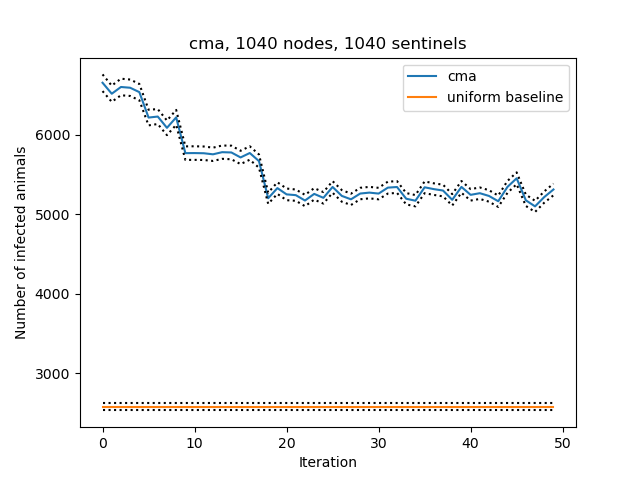 cma, 1040 nodes, 1040 sentinels
cma
uniform baseline
Number of infected animals
6000
5000
4000
3000
0 10 20 30 40 50
Iteration